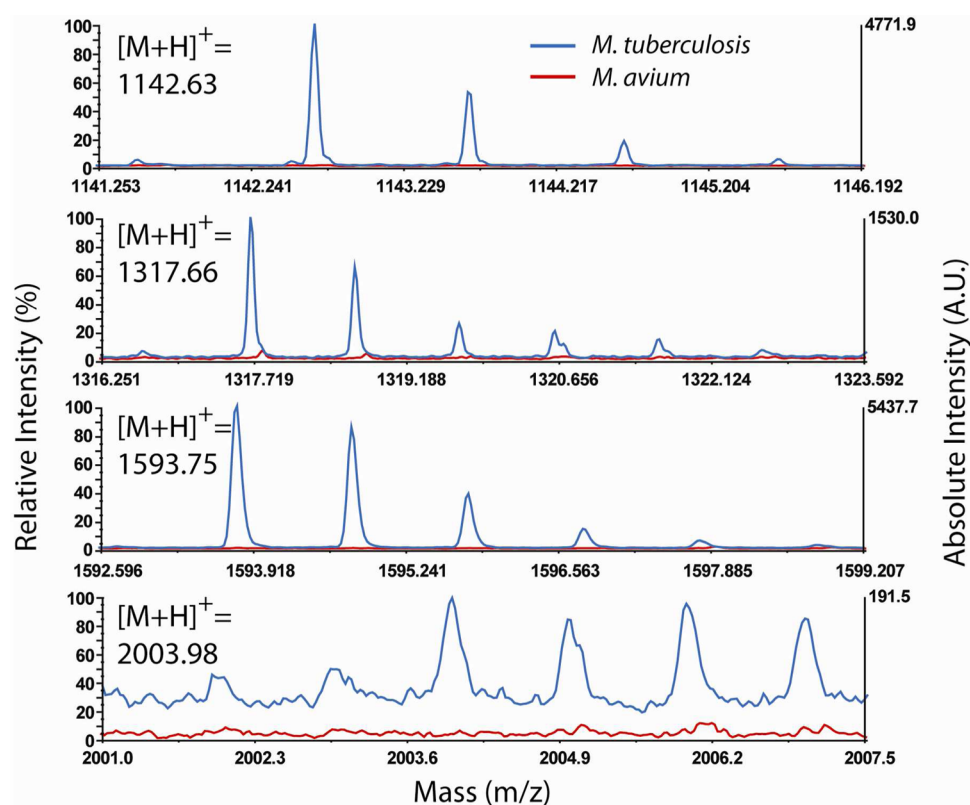 Relative Intensity (%)
Absolute Intensity (A.U.)
M. tuberculosis
M. avium
[M+H]+=
1142.63
100
80
60
40
20
0
4771.9
1141.253 1142.241 1143.229 1144.217 1145.204 1146.192
[M+H]+=
1317.66
100
80
60
40
20
0
1530.0
1316.251 1317.719 1319.188 1320.656 1322.124 1323.592
[M+H]+=
1593.75
100
80
60
40
20
0
5437.7
1592.596 1593.918 1595.241 1596.563 1597.885 1599.207
[M+H]+=
2003.98
100
80
60
40
20
0
191.5
2001.0 2002.3 2003.6 2004.9 2006.2 2007.5
Mass (m/z)